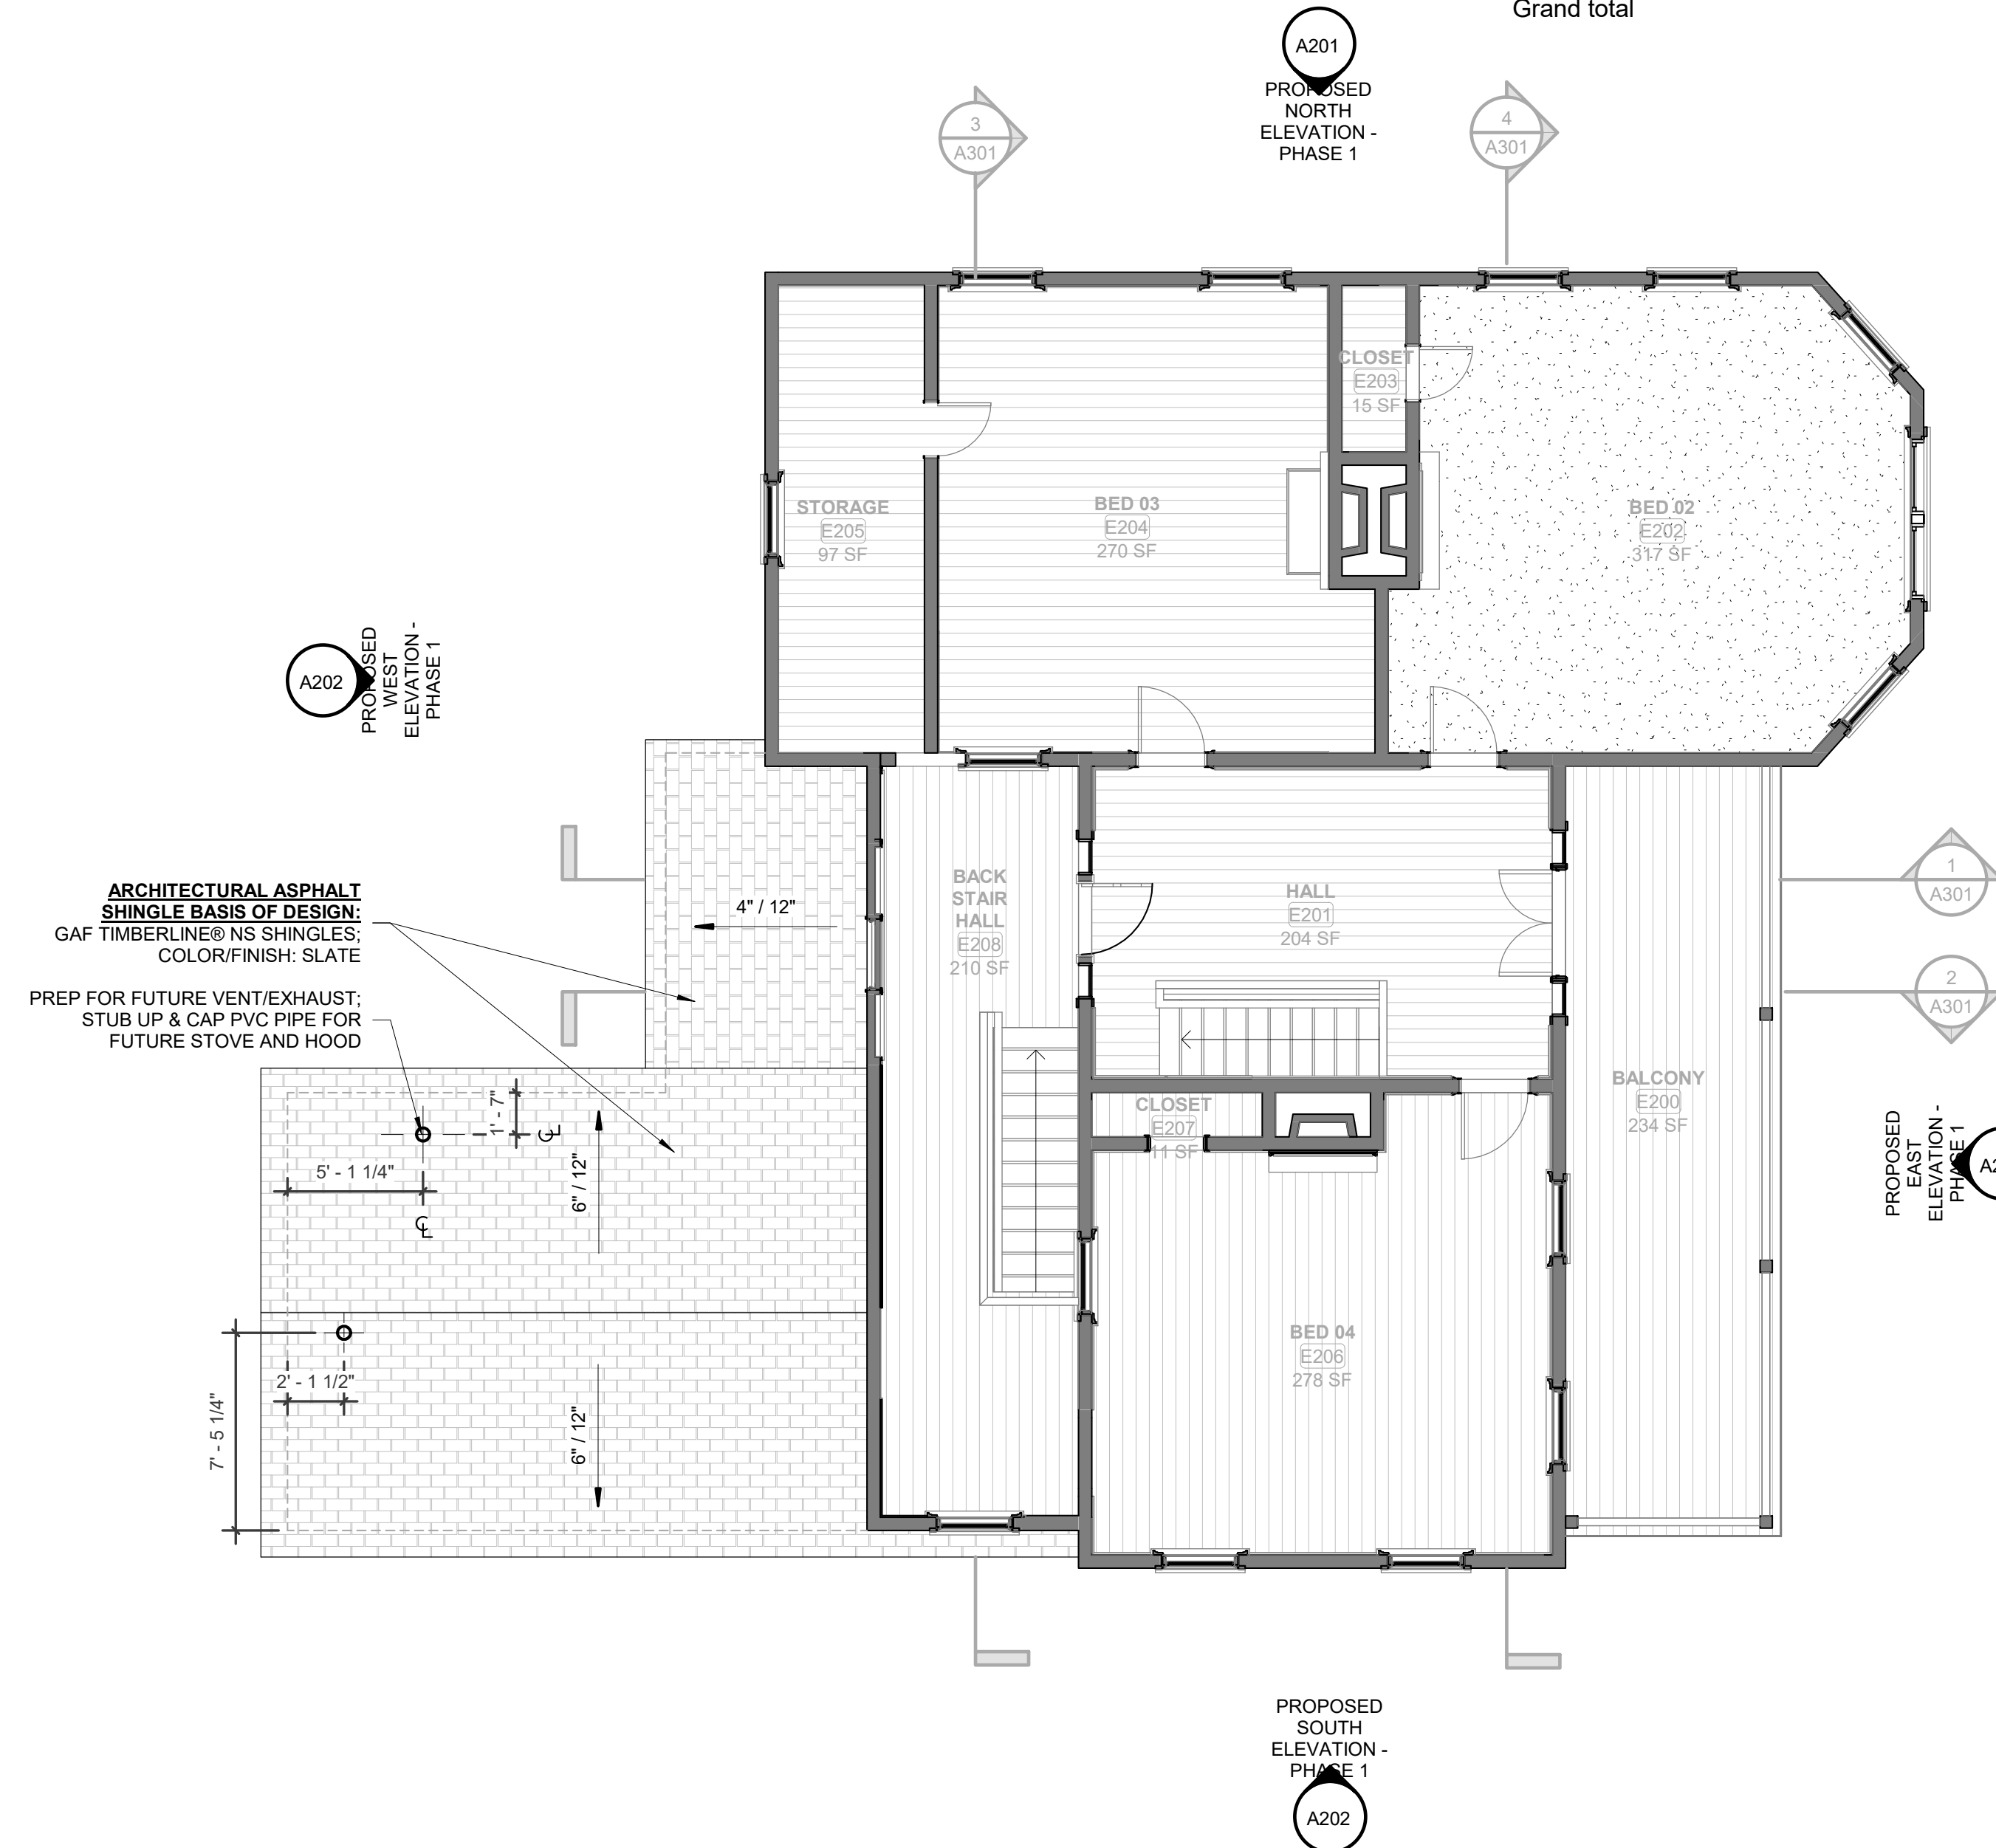 Grand total
A201
PROPOSED
NORTH
ELEVATION -
PHASE 1
3
A301
4
A301
CLOSET
E203
15 SF
STORAGE
E205
97 SF
BED 03
E204
270 SF
BED 02
E202
317 SF
A202
PROPOSED
WEST
ELEVATION -
PHASE 1
ARCHITECTURAL ASPHALT
SHINGLE BASIS OF DESIGN:
GAF TIMBERLINE® NS SHINGLES;
COLOR/FINISH: SLATE
PREP FOR FUTURE VENT/EXHAUST;
STUB UP & CAP PVC PIPE FOR
FUTURE STOVE AND HOOD
4" / 12"
BACK
STAIR
HALL
E208
210 SF
HALL
E201
204 SF
1
A301
2
A301
BALCONY
E200
234 SF
CLOSET
E207
11 SF
PROPOSED
EAST
ELEVATION -
PHASE 1
1' - 7"
CL
5' - 1 1/4"
CL
6" / 12"
BED 04
E206
278 SF
2' - 1 1/2"
7' - 5 1/4"
6" / 12"
PROPOSED
SOUTH
ELEVATION -
PHASE 1
A202